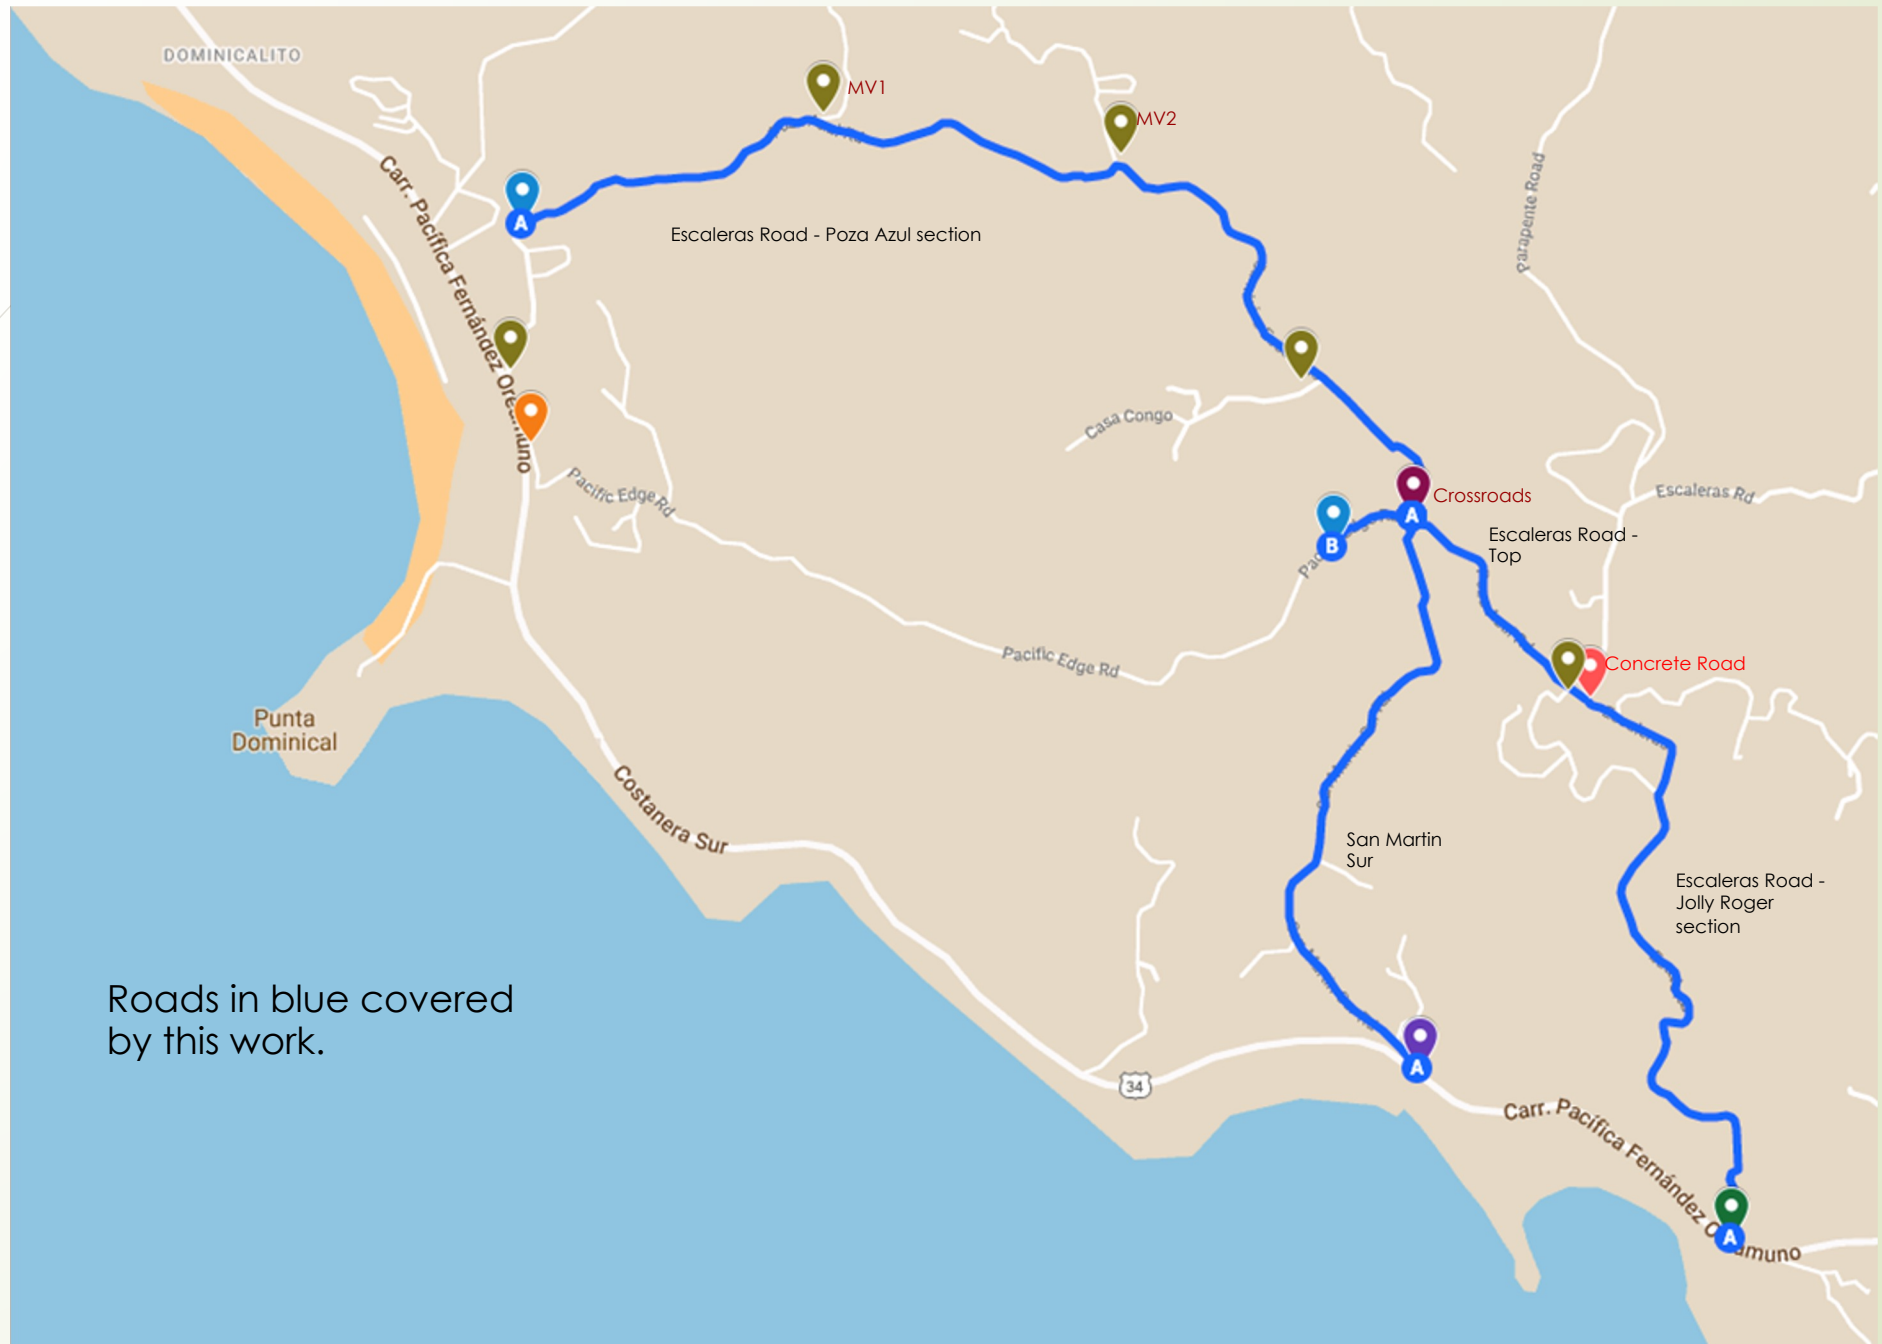 DOMINICALITO
MV1
MV2
Carr. Pacífica Fernández Oreamuno
A
Escaleras Road - Poza Azul section
Parapente Road
Casa Congo
Pacific Edge Rd
Crossroads
A
B
Escaleras Rd
Escaleras Road -
Top
Pacific Edge Rd
Concrete Road
Escaleras
Punta
Dominical
Costanera Sur
San Martin
Sur
Escaleras Road -
Jolly Roger
section
Roads in blue covered
by this work.
A
34
Carr. Pacífica Fernández O
amuno
A